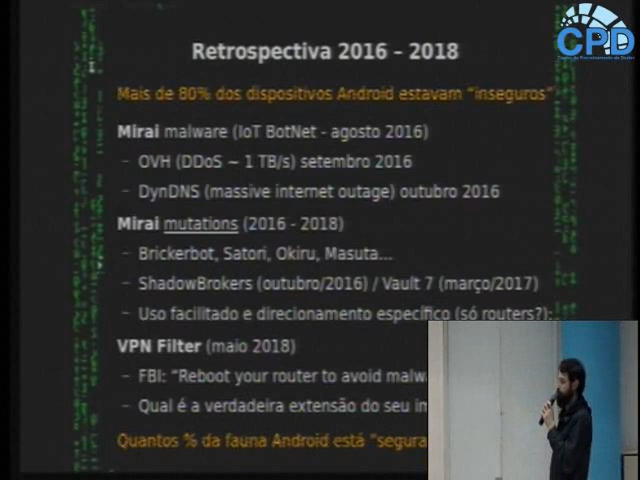 CPD
Retrospectiva 2016 – 2018
Mais de 80% dos dispositivos Android estavam “inseguros”
Mirai malware (IoT BotNet - agosto 2016)
– OVH (DDoS ~ 1 TB/s) setembro 2016
– DynDNS (massive internet outage) outubro 2016
Mirai mutations (2016 - 2018)
– Brickerbot, Satori, Okiru, Masuta...
– ShadowBrokers (outubro/2016) / Vault 7 (março/2017)
– Uso facilitado e direcionamento específico (só routers?):
VPN Filter (maio 2018)
– FBI: “Reboot your router to avoid malw
– Qual é a verdadeira extensão do seu im
Quantos % da fauna Android está “segura